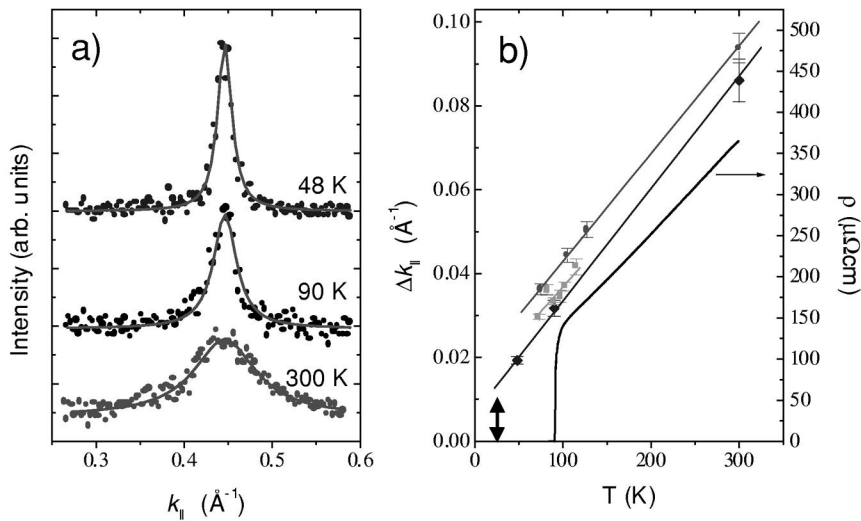 a)
48 K
90 K
300 K
Intensity (arb. units)
0.3 0.4 0.5 0.6
k∥ (Å-1)
b)
0.10
0.08
0.06
0.04
0.02
0.00
Δk∥ (Å-1)
0 100 200 300
T (K)
500
450
400
350
300
250
200
150
100
50
0
ρ (μΩcm)